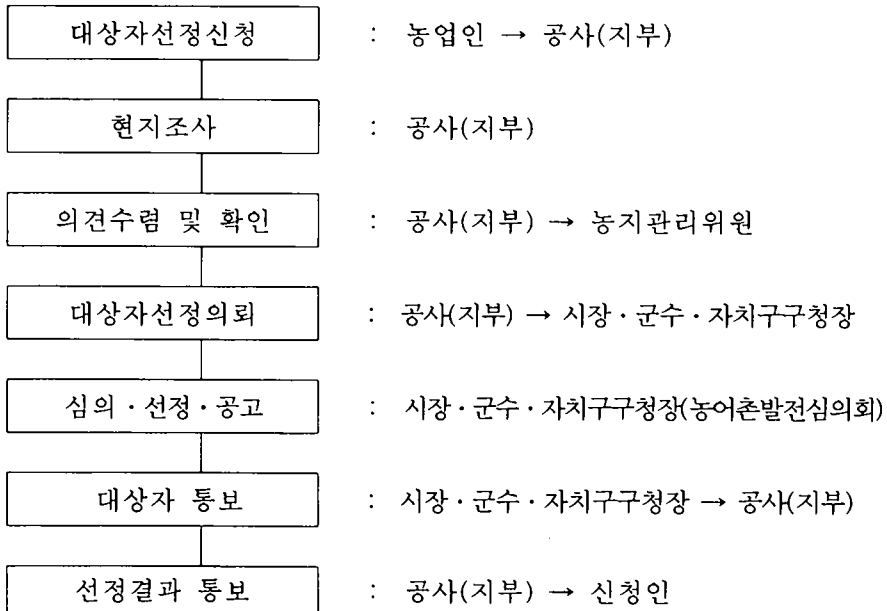 대상자선정신청 : 농업인 → 공사(지부)
현지조사 : 공사(지부)
의견수렴 및 확인 : 공사(지부) → 농지관리위원
대상자선정의뢰 : 공사(지부) → 시장·군수·자치구구청장
심의·선정·공고 : 시장·군수·자치구구청장(농어촌발전심의회)
대상자 통보 : 시장·군수·자치구구청장 → 공사(지부)
선정결과 통보 : 공사(지부) → 신청인